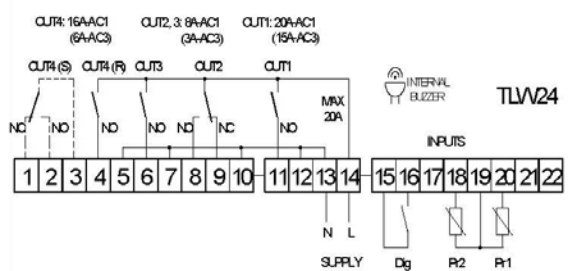 OUT4: 16A-AC1 OUT2, 3: 8A-AC1 OUT1: 20A-AC1
(6A-AC3) (3A-AC3) (15A-AC3)
OUT4 (S) OUT4 (R) OUT3 OUT2 OUT1
INTERNAL
BUZZER
TLW24
MAX
20A
NC NO NO NO NO NC NO
INPUTS
1 2 3 4 5 6 7 8 9 10 11 12 13 14 15 16 17 18 19 20 21 22
N L
SUPPLY Dig Pr2 Pr1